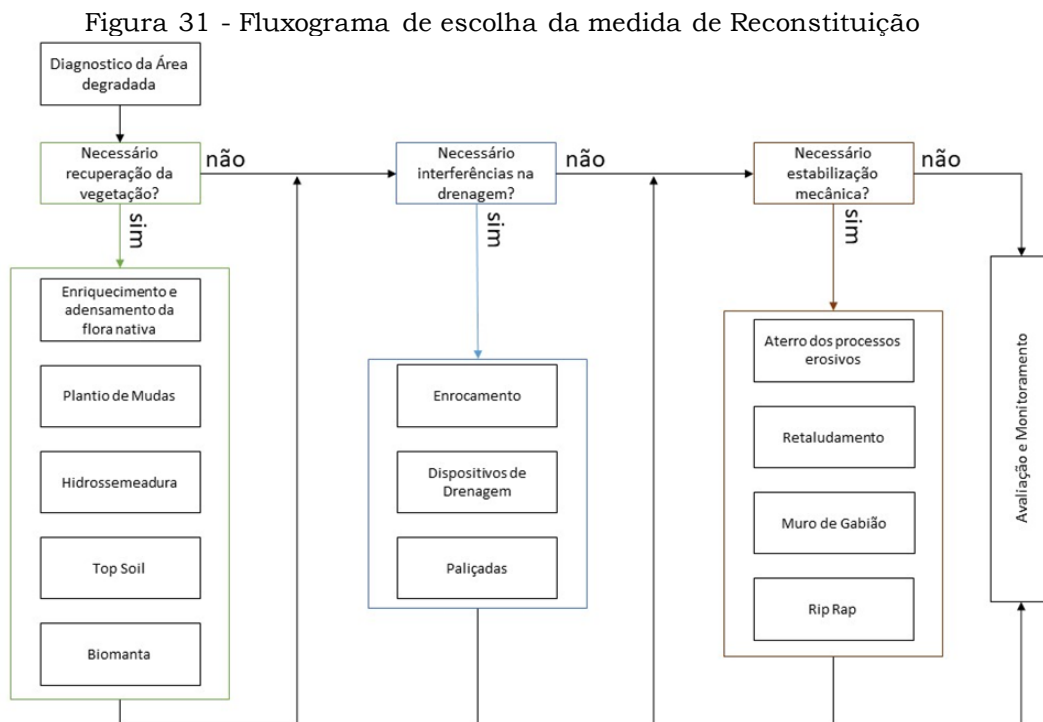 Figura 31 - Fluxograma de escolha da medida de Reconstituição
Diagnostico da Área
degradada
Necessário
recuperação da
vegetação?
não
sim
Necessário
interferências na
drenagem?
não
sim
Necessário
estabilização
mecânica?
não
sim
Enriquecimento e
adensamento da
flora nativa
Plantio de Mudas
Hidrossemeadura
Top Soil
Biomanta
Enrocamento
Dispositivos de
Drenagem
Paliçadas
Aterro dos processos
erosivos
Retaludamento
Muro de Gabião
Rip Rap
Avaliação e Monitoramento